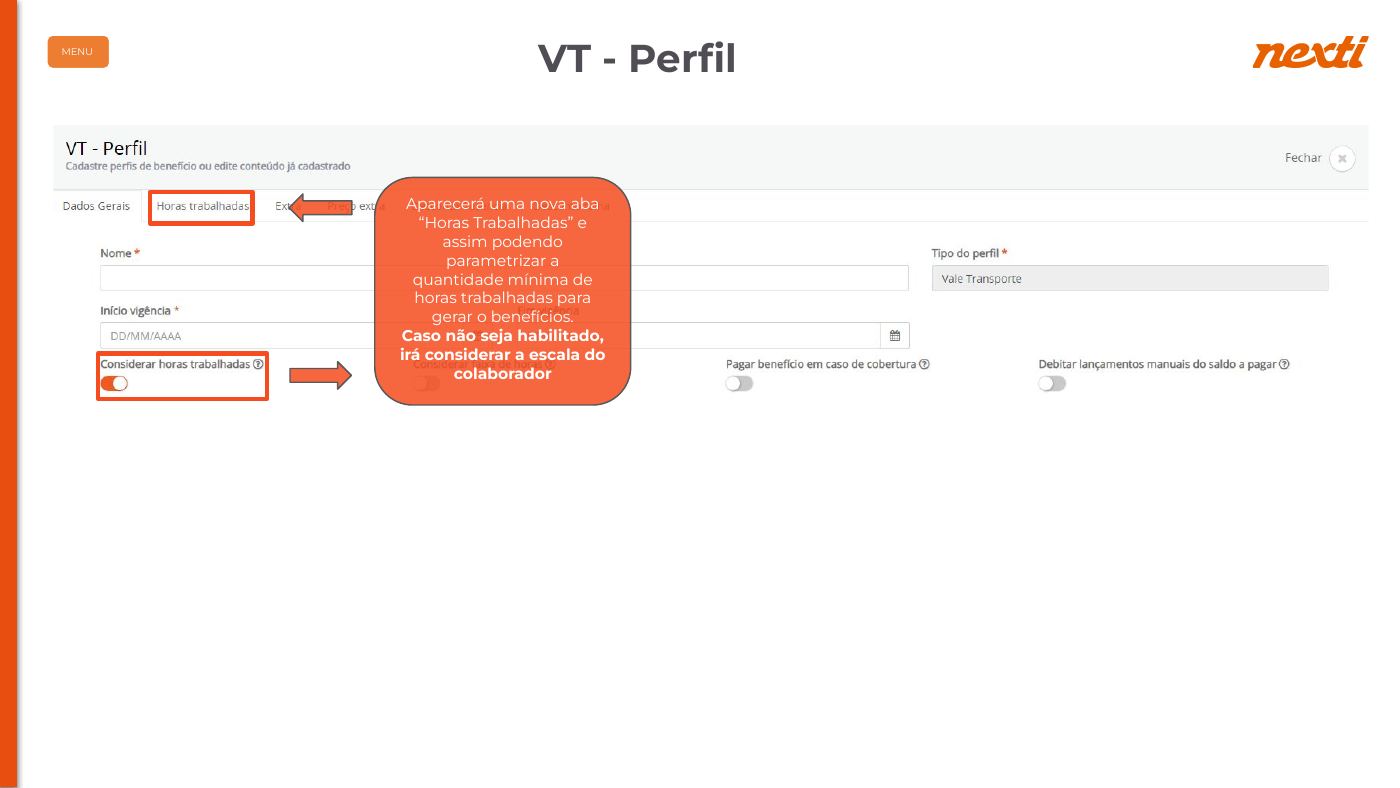 MENU
VT - Perfil
nexti
VT - Perfil
Cadastre perfis de benefício ou edite conteúdo já cadastrado
Fechar
Dados Gerais
Horas trabalhadas
Aparecerá uma nova aba
“Horas Trabalhadas” e
assim podendo
parametrizar a
quantidade mínima de
horas trabalhadas para
gerar o benefícios.
Caso não seja habilitado,
irá considerar a escala do
colaborador
Nome *
Tipo do perfil *
Vale Transporte
Início vigência *
DD/MM/AAAA
Considerar horas trabalhadas
Pagar benefício em caso de cobertura
Debitar lançamentos manuais do saldo a pagar